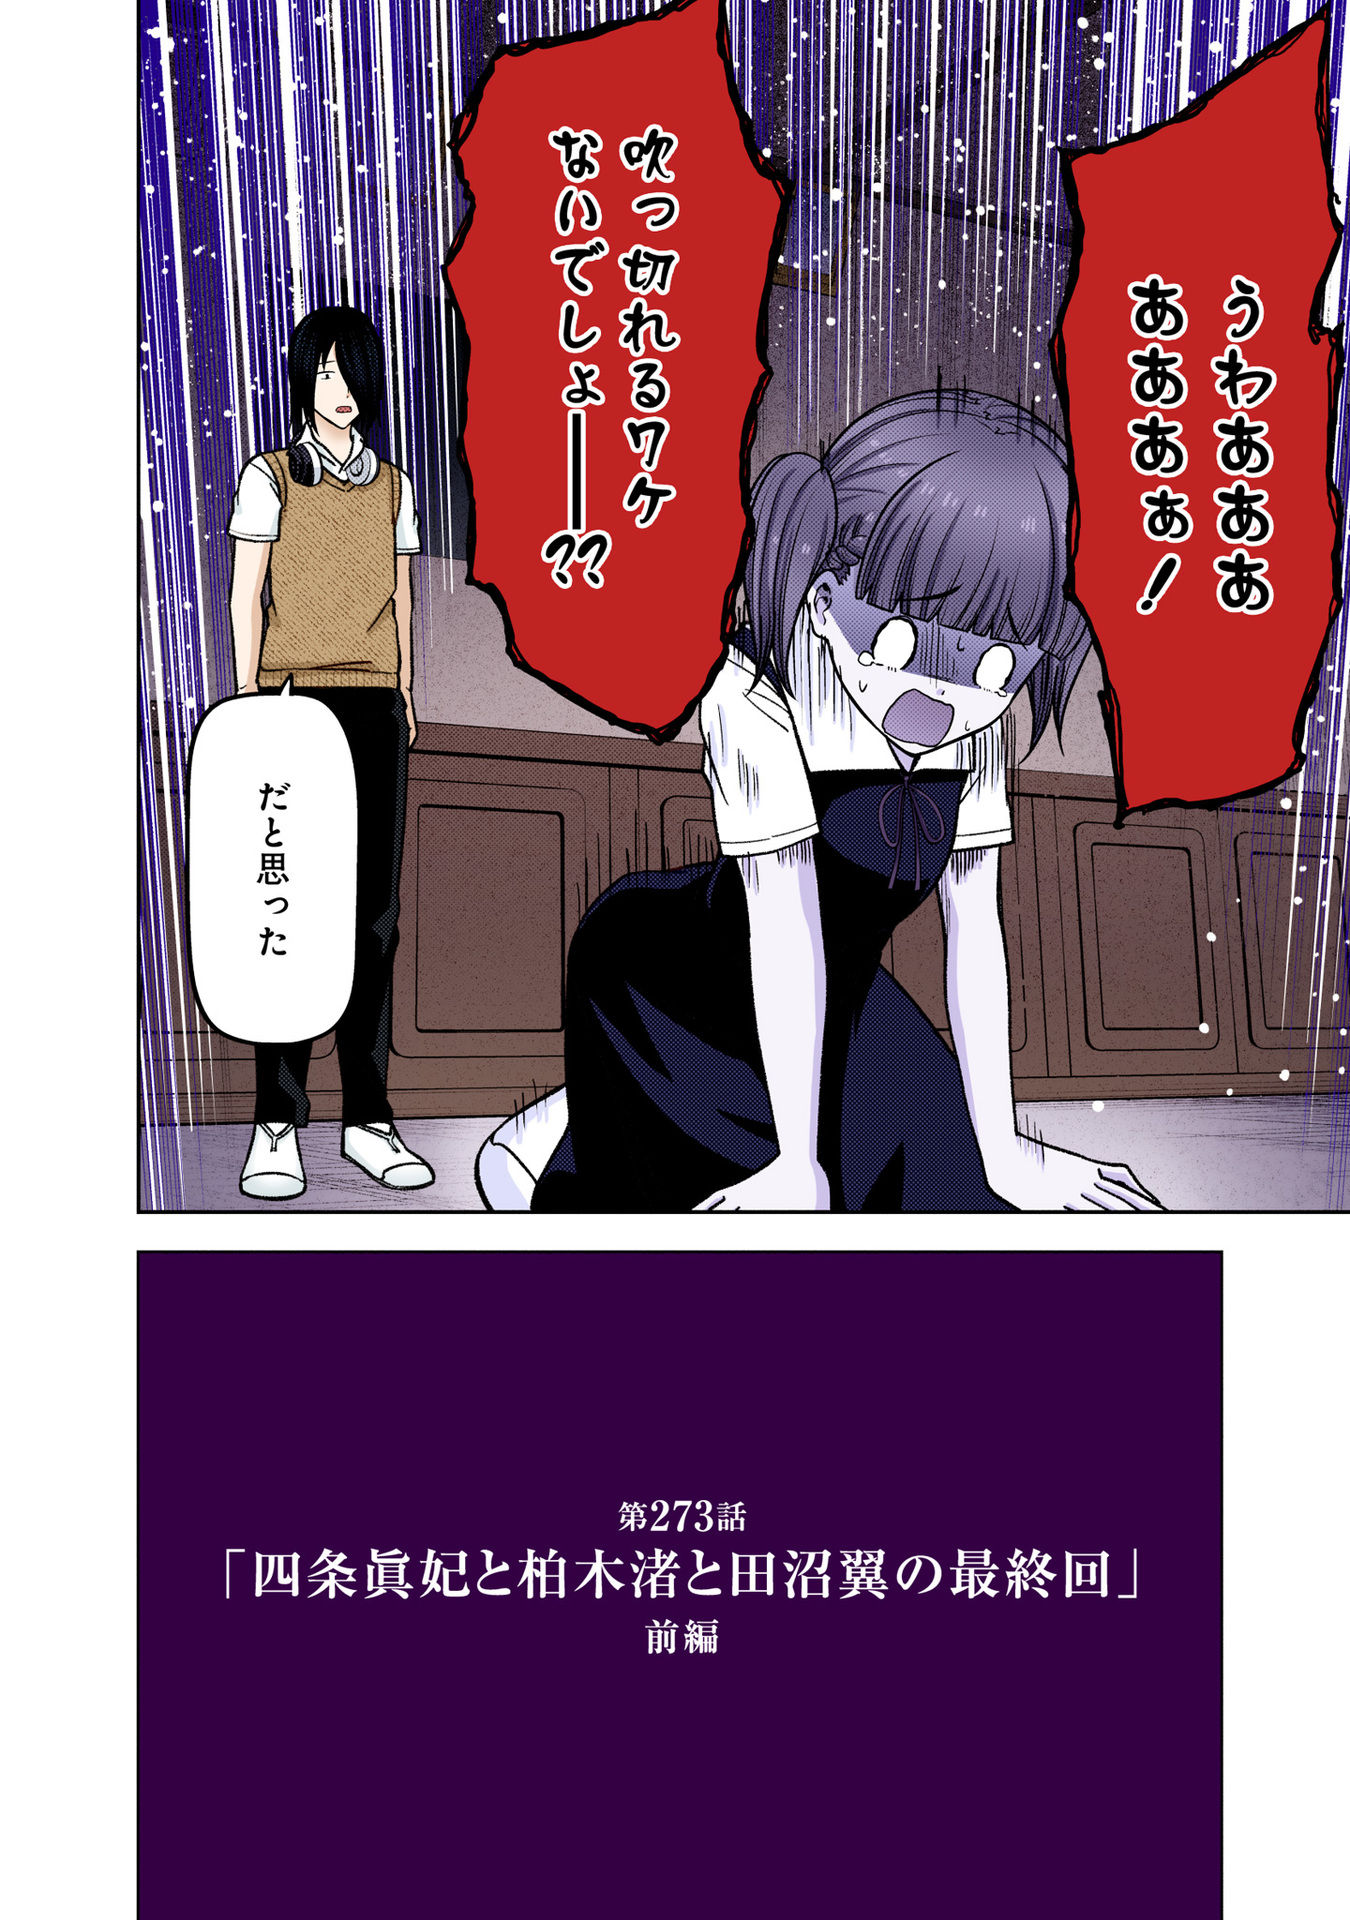 うわああああ
ああああぁ！
吹っ切れるワケ
ないでしょ──??
だと思った
第273話
「四条眞妃と柏木渚と田沼翼の最終回」
前編